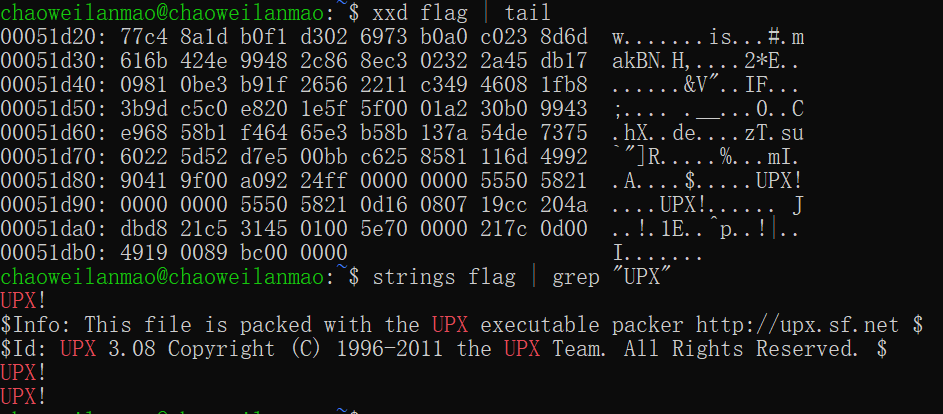 chaoweilanmao@chaoweilanmao:~$ xxd flag | tail
00051d20: 77c4 8a1d b0f1 d302 6973 b0a0 c023 8d6d  w.......is...#.m
00051d30: 616b 424e 9948 2c86 8ec3 0232 2a45 db17  akBN.H,....2*E..
00051d40: 0981 0be3 b91f 2656 2211 c349 4608 1fb8  ......&V"..IF...
00051d50: 3b9d c5c0 e820 1e5f 5f00 01a2 30b0 9943  ;.... .__...0..C
00051d60: e968 58b1 f464 65e3 b58b 137a 54de 7375  .hX..de....zT.su
00051d70: 6022 5d52 d7e5 00bb c625 8581 116d 4992  `"]R.....%...mI.
00051d80: 9041 9f00 a092 24ff 0000 0000 5550 5821  .A....$.....UPX!
00051d90: 0000 0000 5550 5821 0d16 0807 19cc 204a  ....UPX!...... J
00051da0: dbd8 21c5 3145 0100 5e70 0000 217c 0d00  ..!.1E..^p..!|..
00051db0: 4919 0089 bc00 0000  I.......
chaoweilanmao@chaoweilanmao:~$ strings flag | grep "UPX"
UPX!
$Info: This file is packed with the UPX executable packer http://upx.sf.net $
$Id: UPX 3.08 Copyright (C) 1996-2011 the UPX Team. All Rights Reserved. $
UPX!
UPX!